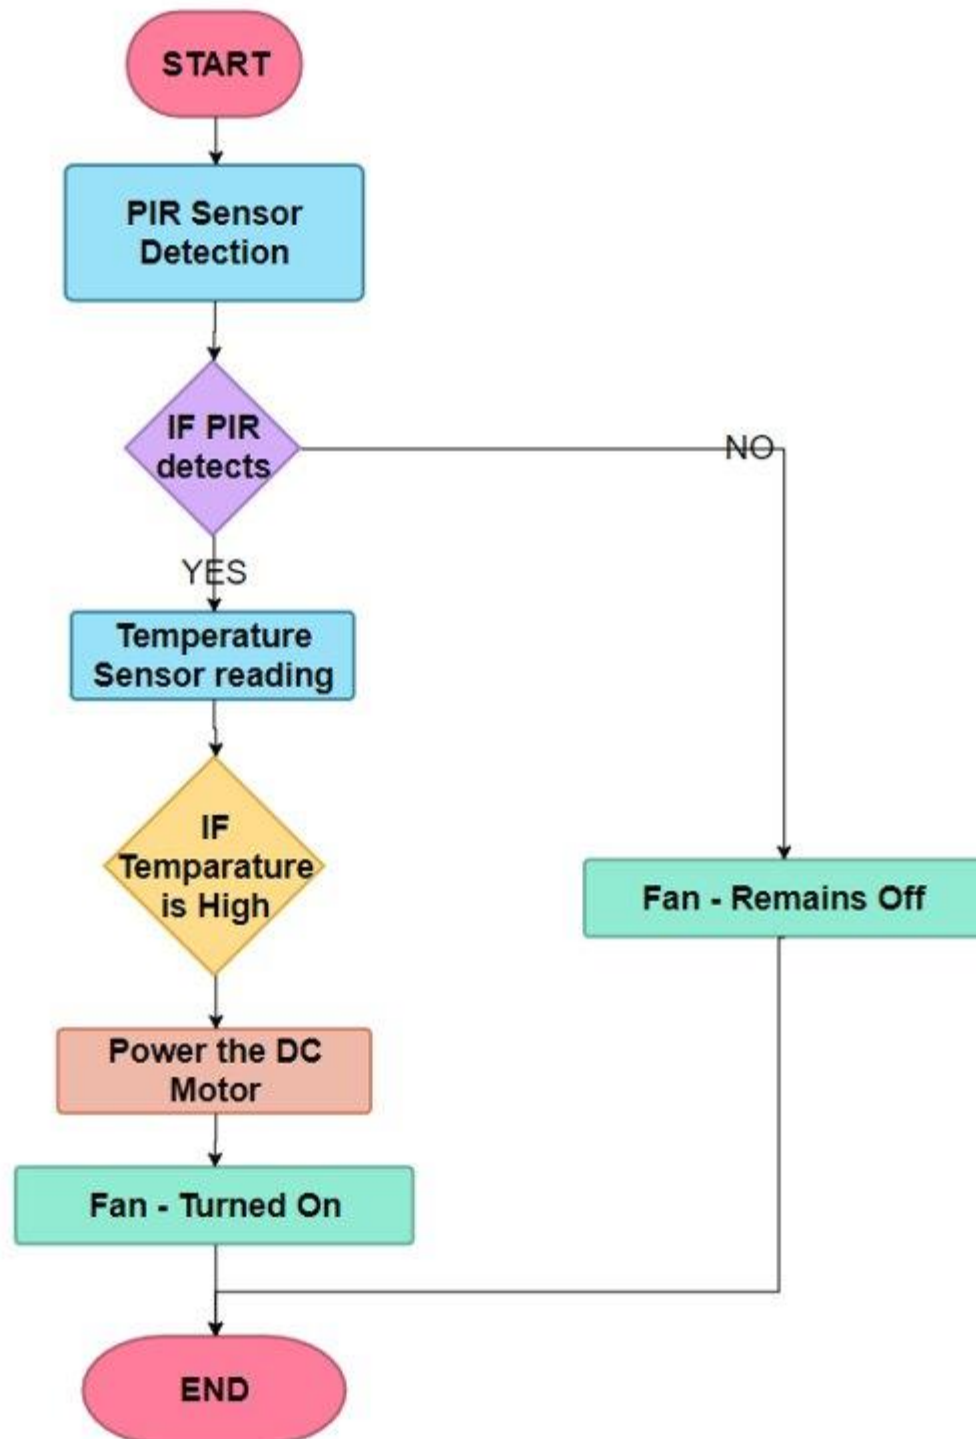 START
PIR Sensor
Detection
IF PIR
detects
NO
YES
Temperature
Sensor reading
IF
Temparature
is High
Fan - Remains Off
Power the DC
Motor
Fan - Turned On
END